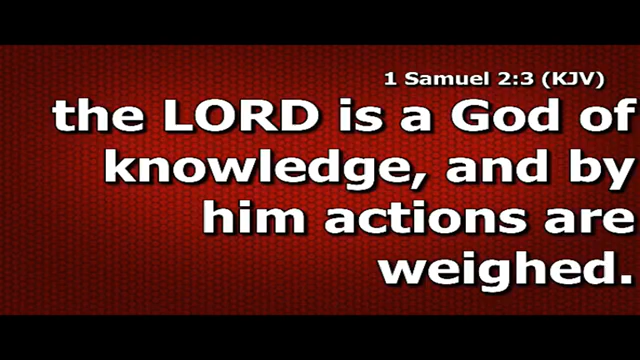 1 Samuel 2:3 (KJV)
the LORD is a God of
knowledge, and by
him actions are
weighed.